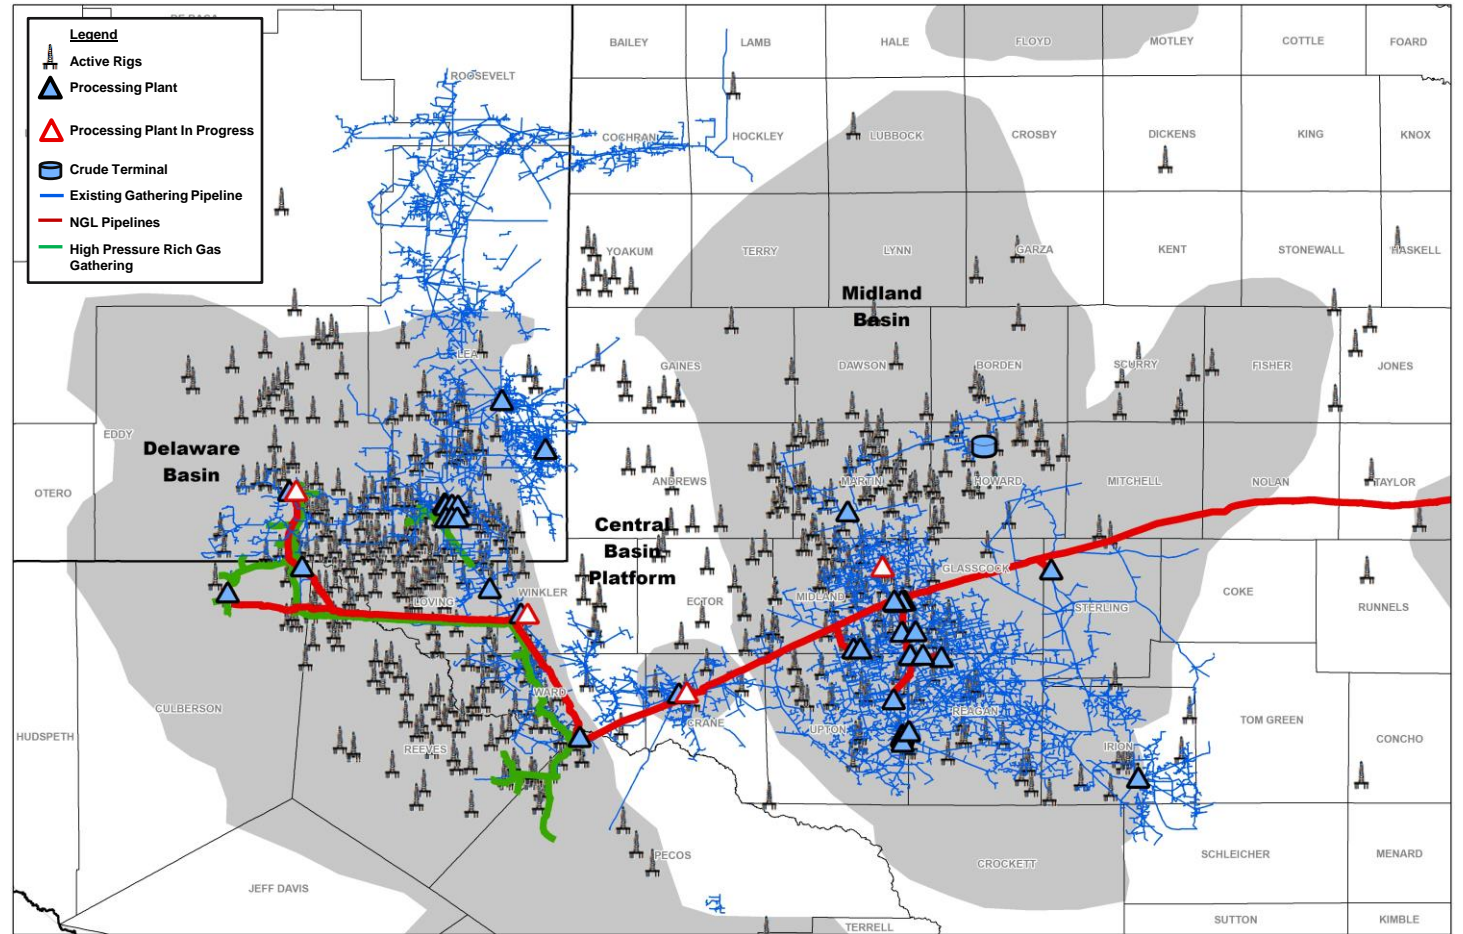 Legend
Active Rigs
Processing Plant
Processing Plant In Progress
Crude Terminal
Existing Gathering Pipeline
NGL Pipelines
High Pressure Rich Gas
Gathering
ROOSEVELT
BAILEY
LAMB
HALE
FLOYD
MOTLEY
COTTLE
FOARD
COCHRAN
HOCKLEY
LUBBOCK
CROSBY
DICKENS
KING
KNOX
YOAKUM
TERRY
LYNN
GARZA
KENT
STONEWALL
HASKELL
Midland
Basin
LEA
GAINES
DAWSON
BORDEN
SCURRY
FISHER
JONES
EDDY
Delaware
Basin
OTERO
ANDREWS
MARTIN
HOWARD
MITCHELL
NOLAN
TAYLOR
Central
Basin
Platform
LOVING
WINKLER
ECTOR
MIDLAND
GLASSCOCK
STERLING
COKE
RUNNELS
HUDSPETH
CULBERSON
REEVES
WARD
CRANE
UPTON
REAGAN
IRION
TOM GREEN
CONCHO
JEFF DAVIS
PECOS
CROCKETT
SCHLEICHER
MENARD
TERRELL
SUTTON
KIMBLE